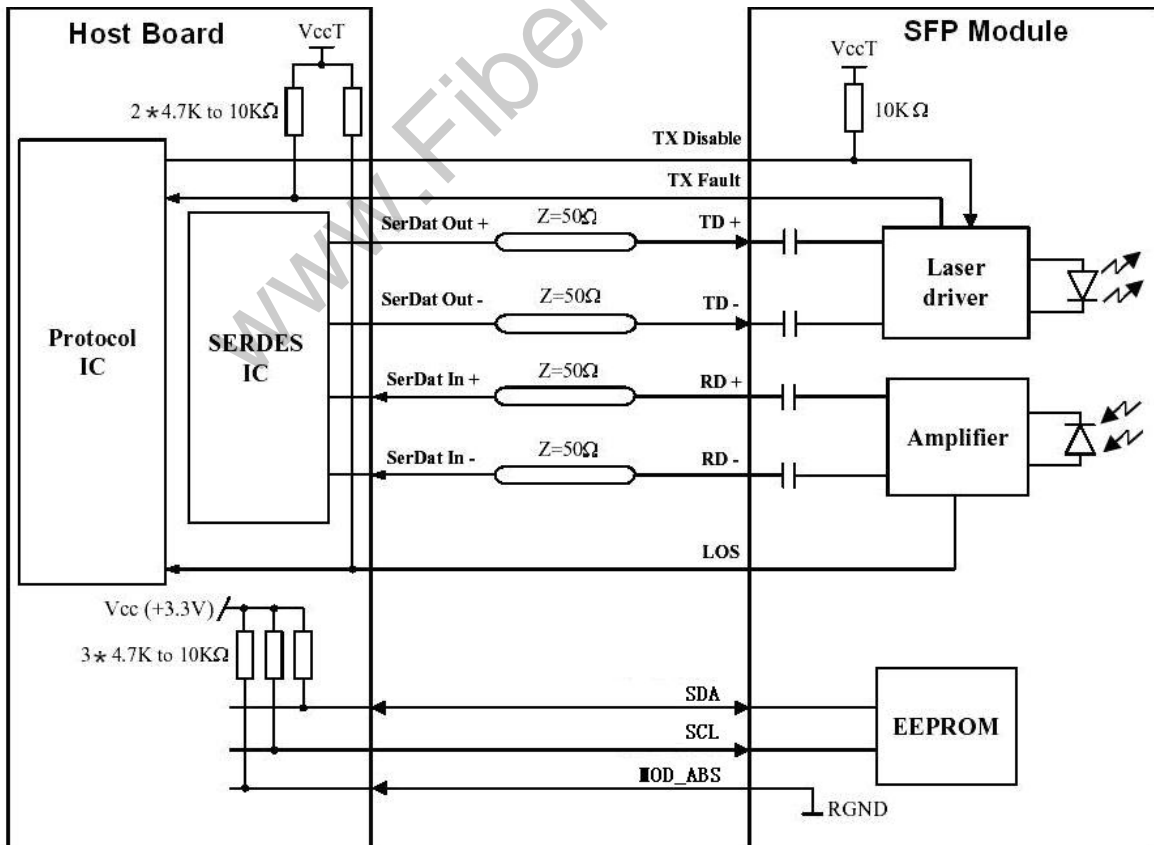 Host Board
SFP Module
VccT
VccT
2*4.7K to 10KΩ
10KΩ
TX Disable
TX Fault
SerDat Out +
Z=50Ω
TD +
SerDat Out -
Z=50Ω
TD -
Laser
driver
Protocol
IC
SERDES
IC
SerDat In +
Z=50Ω
RD +
SerDat In -
Z=50Ω
RD -
Amplifier
LOS
Vcc (+3.3V)
3*4.7K to 10KΩ
SDA
SCL
MOD_ABS
EEPROM
RGND
www.Fiber